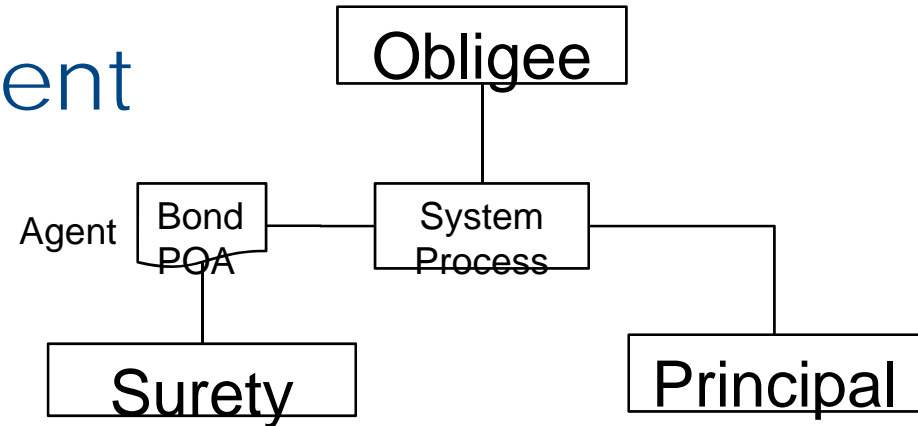 Obligee
ent
Agent
Bond
POA
System
Process
Surety
Principal